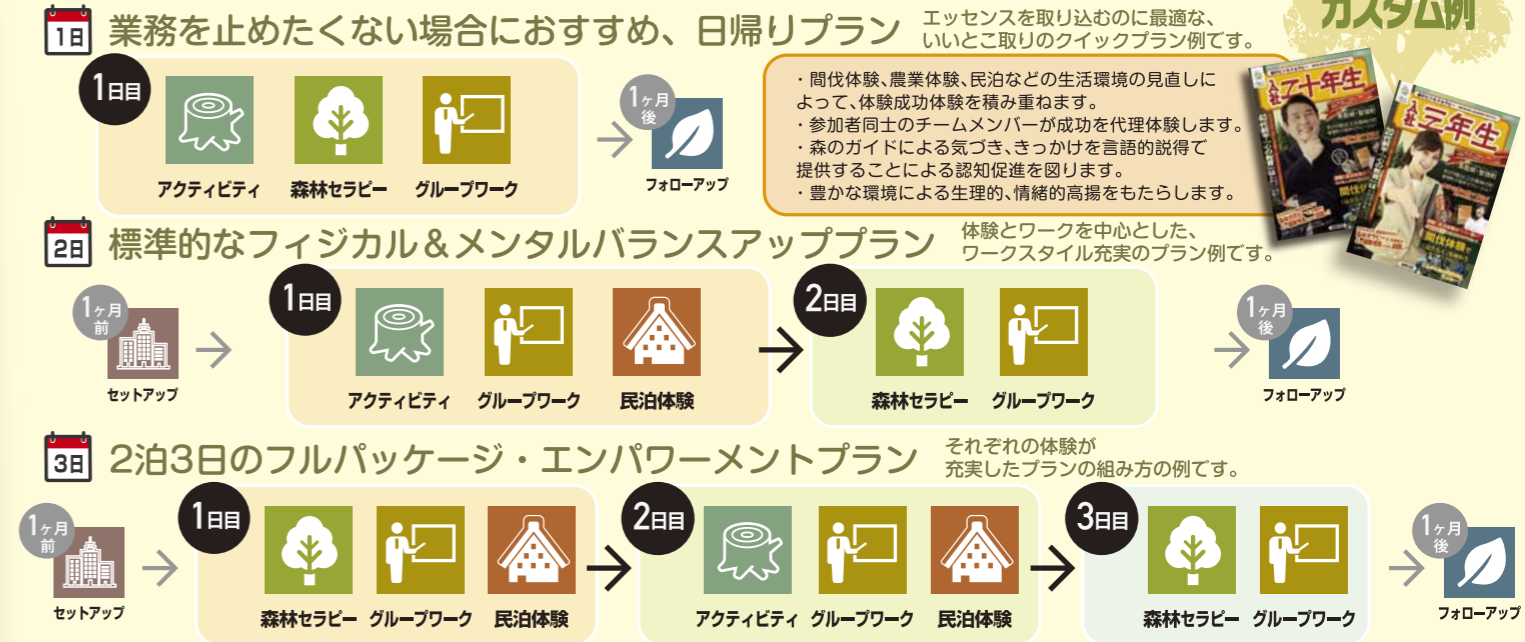 カスタム例
1日 業務を止めたくない場合におすすめ、日帰りプラン
エッセンスを取り込むのに最適な、
いいとこ取りのクイックプラン例です。
1日目
アクティビティ
森林セラピー
グループワーク
1ヶ月後
フォローアップ
・間伐体験、農業体験、民泊などの生活環境の見直しに
よって、体験成功体験を積み重ねます。
・参加者同士のチームメンバーが成功を代理体験します。
・森のガイドによる気づき、きっかけを言語的説得で
提供することによる認知促進を図ります。
・豊かな環境による生理的、情緒的高揚をもたらします。
入社二十年生
入社三年生
間伐体験
2日 標準的なフィジカル＆メンタルバランスアッププラン
体験とワークを中心とした、
ワークスタイル充実のプラン例です。
1ヶ月前
セットアップ
1日目
アクティビティ
グループワーク
民泊体験
2日目
森林セラピー
グループワーク
1ヶ月後
フォローアップ
3日 2泊3日のフルパッケージ・エンパワーメントプラン
それぞれの体験が
充実したプランの組み方の例です。
1ヶ月前
セットアップ
1日目
森林セラピー
グループワーク
民泊体験
2日目
アクティビティ
グループワーク
民泊体験
3日目
森林セラピー
グループワーク
1ヶ月後
フォローアップ